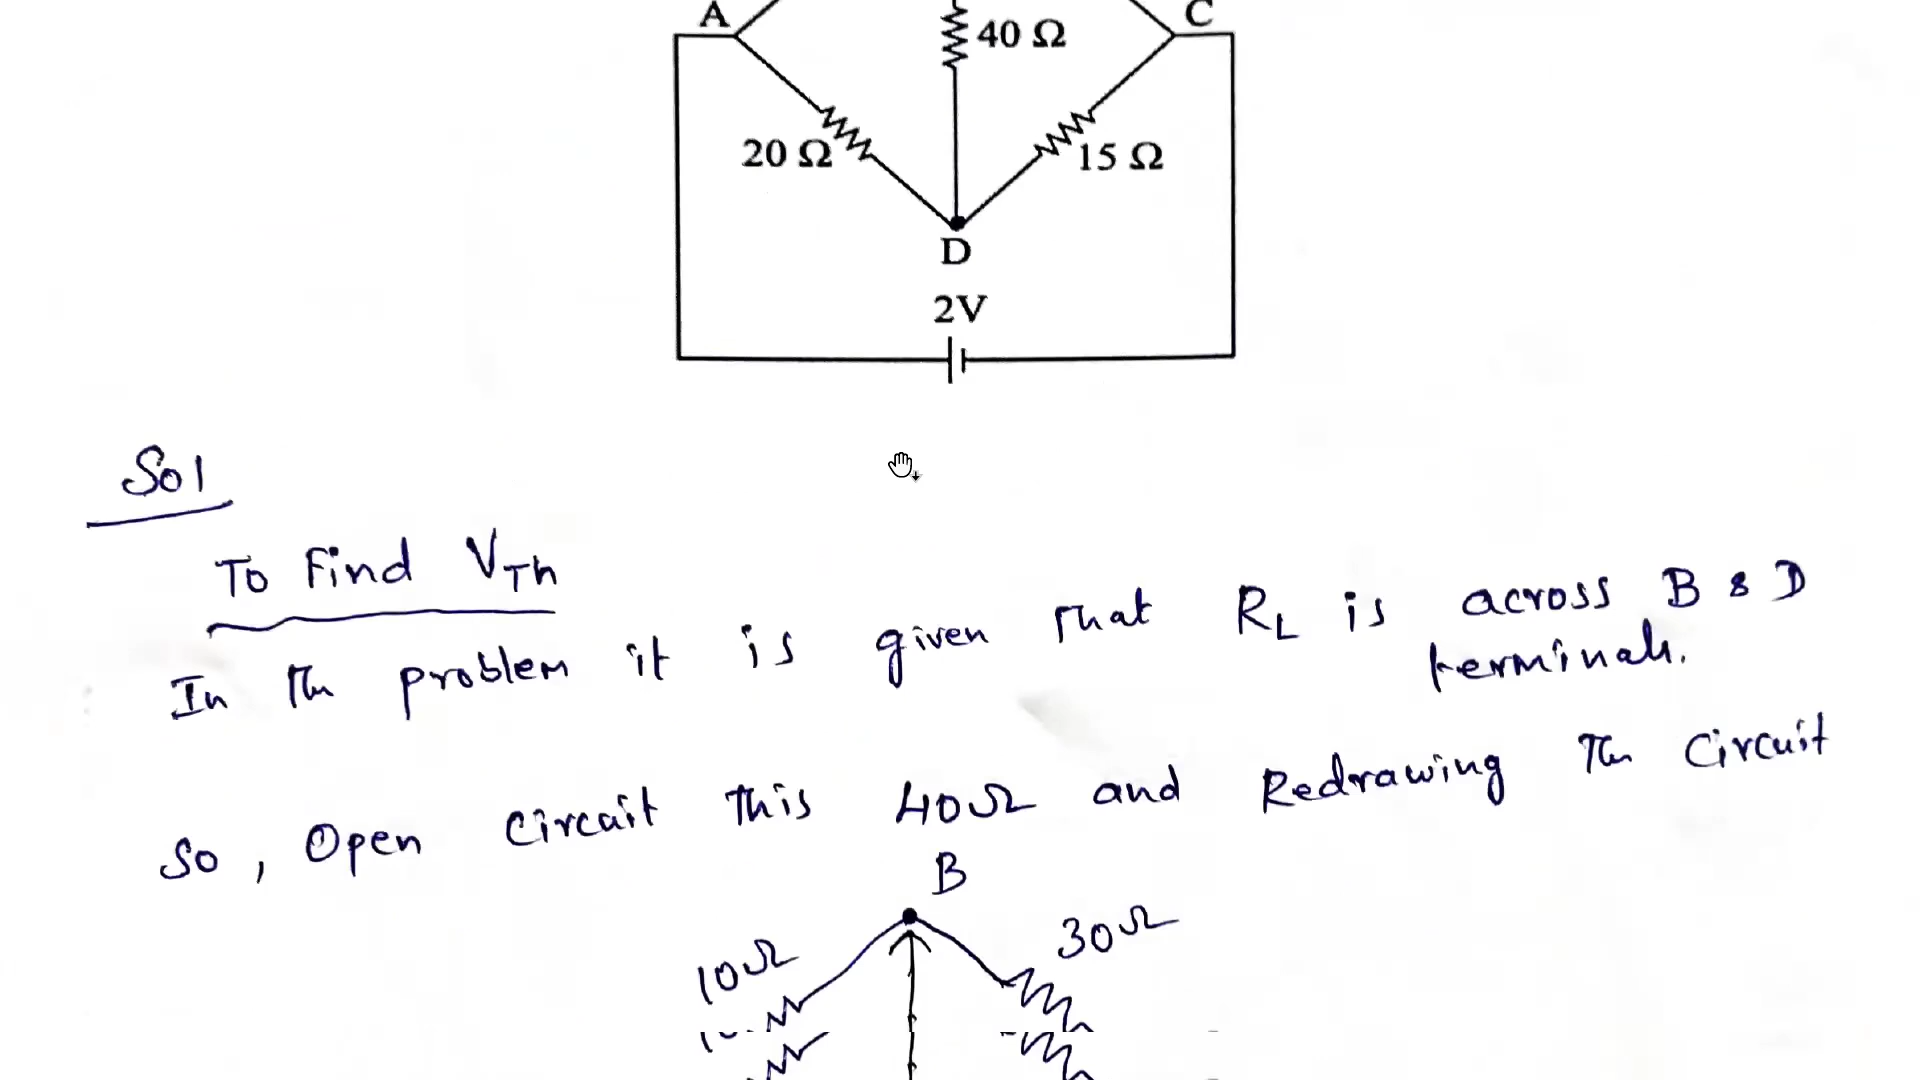 A
C
40 Ω
20 Ω
15 Ω
D
2V
Sol
To Find VTh
In the problem it is given that RL is across B & D
terminals.
So, Open circuit this 40Ω and Redrawing the Circuit
B
10Ω
30Ω